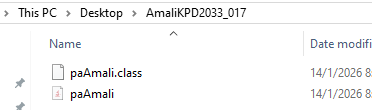 This PC > Desktop > AmaliKPD2033_017
Name Date modifi
paAmali.class 14/1/2026 8
paAmali 14/1/2026 8